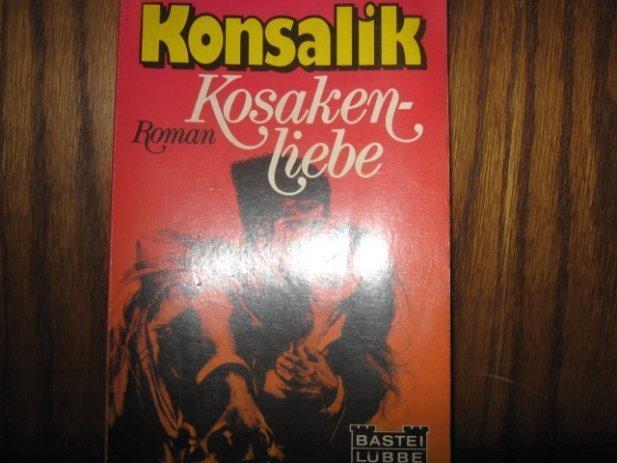 Konsalik
Kosaken-
Roman
liebe
BASTEI
LÜBBE